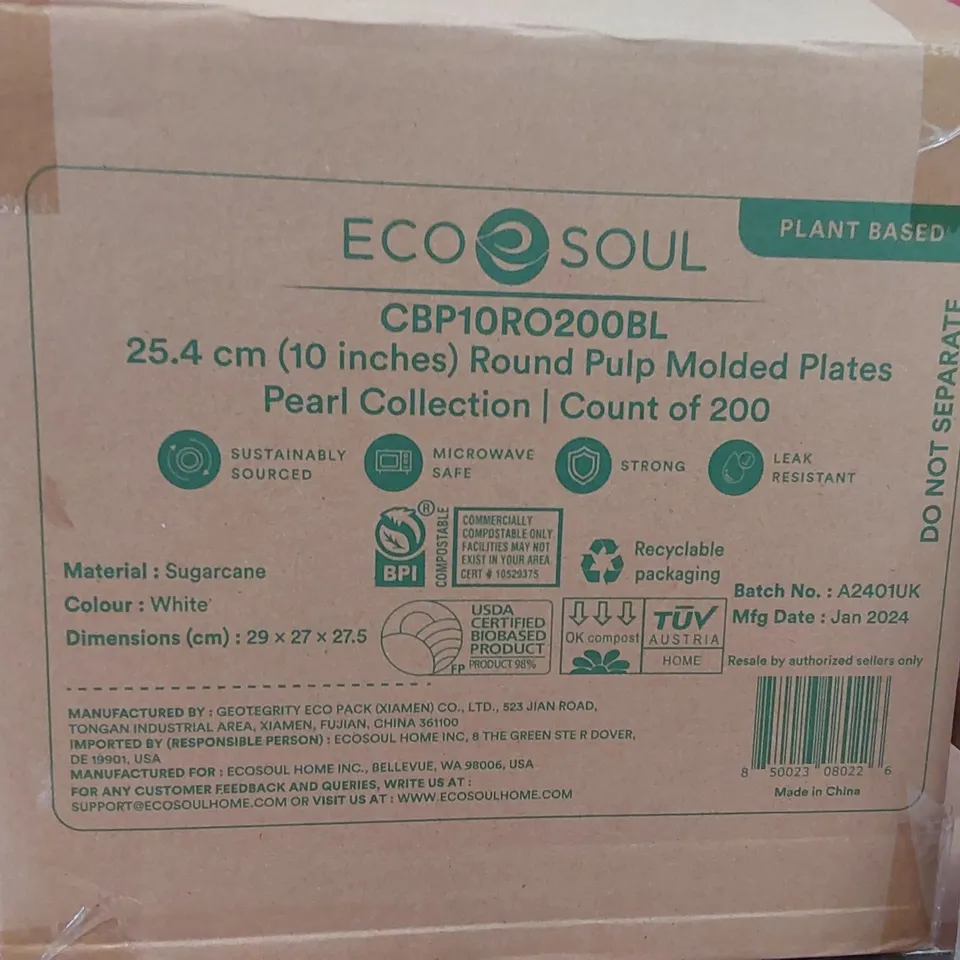 ECO SOUL
PLANT BASED
CBP10RO200BL
25.4 cm (10 inches) Round Pulp Molded Plates
Pearl Collection | Count of 200
SUSTAINABLY
SOURCED
MICROWAVE
SAFE
STRONG
LEAK
RESISTANT
DO NOT SEPARATE
BPI
®
COMPOSTABLE
COMMERCIALLY
COMPOSTABLE ONLY
FACILITIES MAY NOT
EXIST IN YOUR AREA
CERT # 10529375
Recyclable
packaging
Material : Sugarcane
Colour : White
Dimensions (cm) : 29 × 27 × 27.5
USDA
CERTIFIED
BIOBASED
PRODUCT
FP PRODUCT 98%
OK compost
TÜV
AUSTRIA
HOME
Batch No. : A2401UK
Mfg Date : Jan 2024
Resale by authorized sellers only
MANUFACTURED BY : GEOTEGRITY ECO PACK (XIAMEN) CO., LTD., 523 JIAN ROAD,
TONGAN INDUSTRIAL AREA, XIAMEN, FUJIAN, CHINA 361100
IMPORTED BY (RESPONSIBLE PERSON) : ECOSOUL HOME INC, 8 THE GREEN STE R DOVER,
DE 19901, USA
MANUFACTURED FOR : ECOSOUL HOME INC., BELLEVUE, WA 98006, USA
FOR ANY CUSTOMER FEEDBACK AND QUERIES, WRITE US AT :
SUPPORT@ECOSOULHOME.COM OR VISIT US AT : WWW.ECOSOULHOME.COM
8 50023 08022 6
Made in China